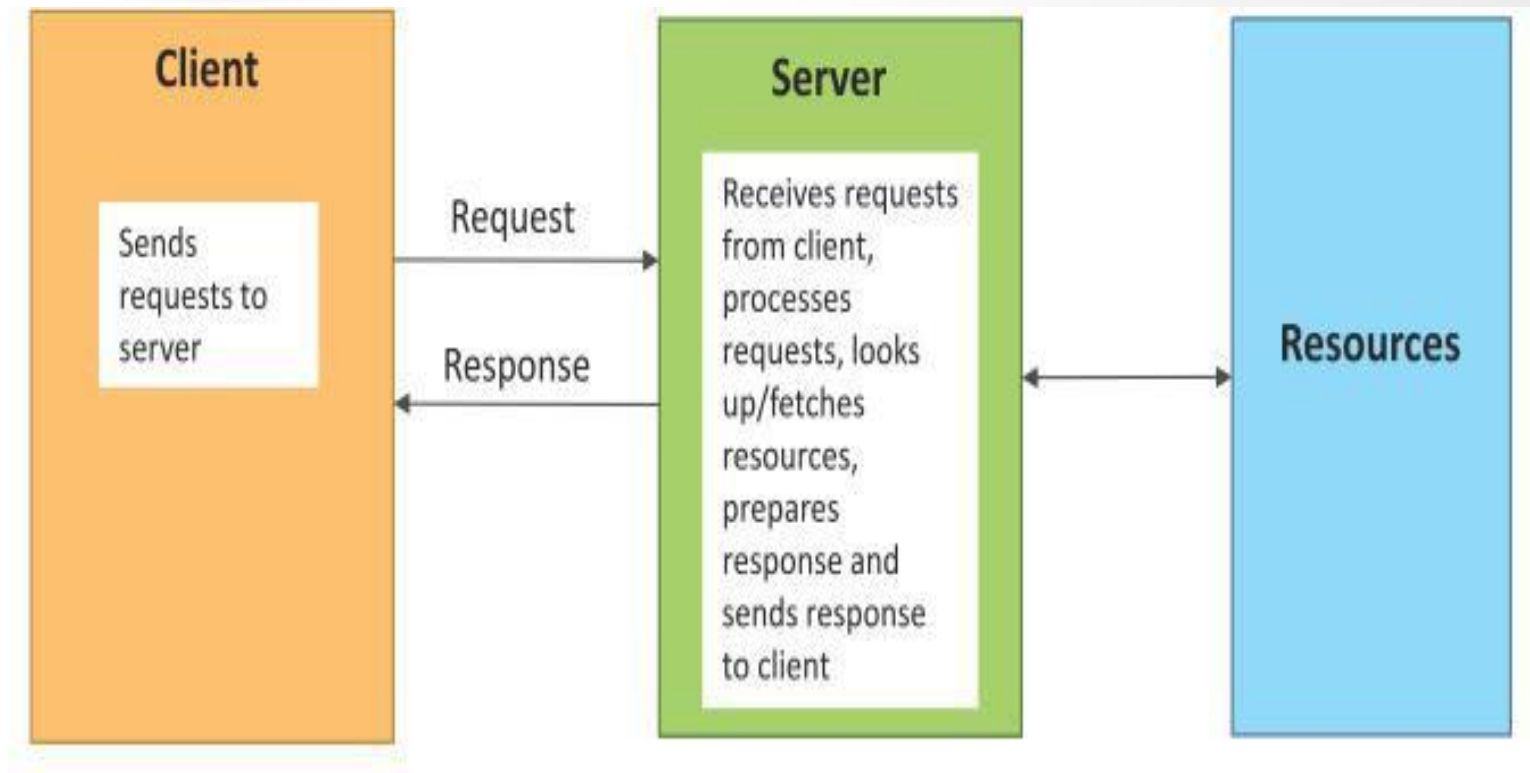 Client
Sends
requests to
server
Request
Response
Server
Receives requests
from client,
processes
requests, looks
up/fetches
resources,
prepares
response and
sends response
to client
Resources